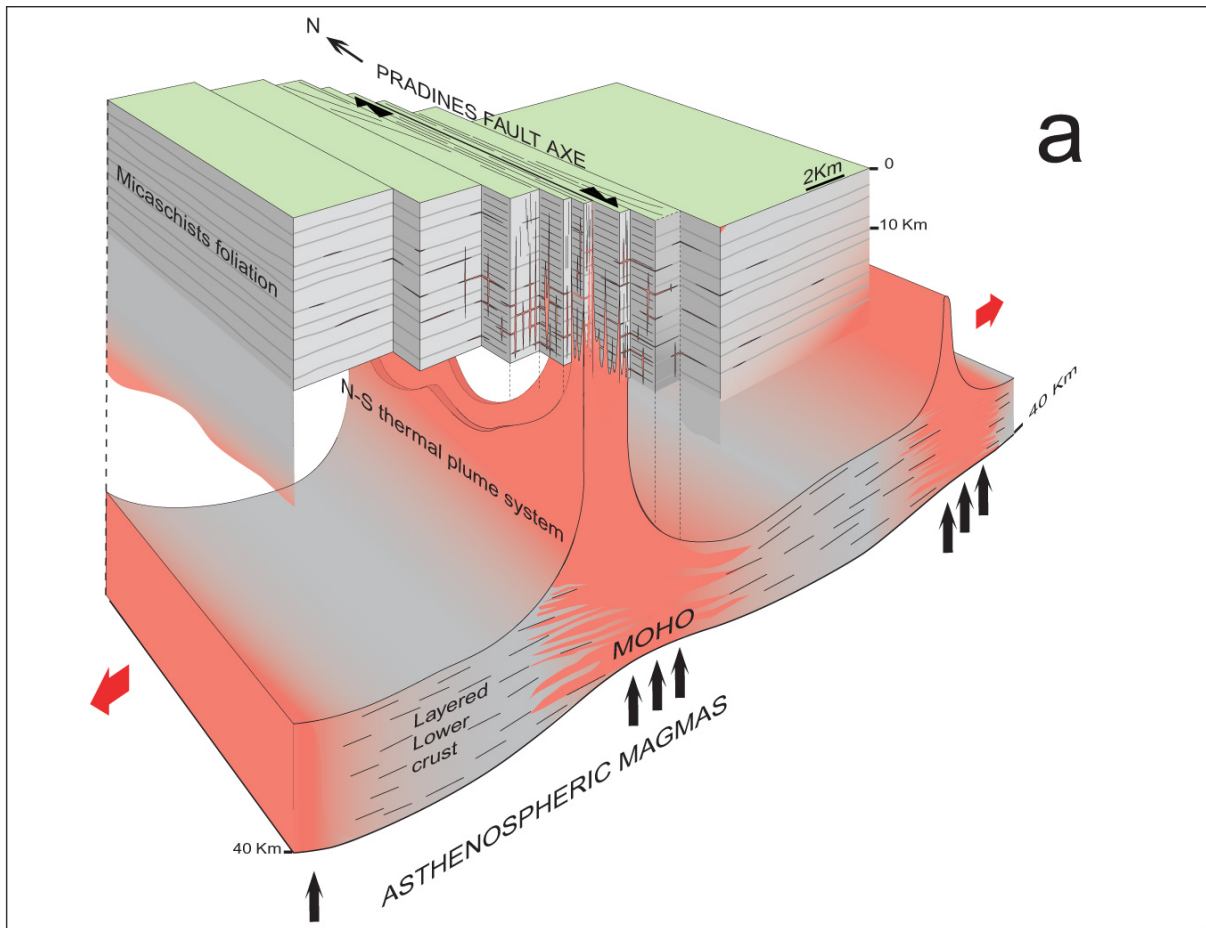 N
PRADINES FAULT AXE
a
0
2Km
10 Km
Micaschists foliation
N-S thermal plume system
40 Km
MOHO
Layered
Lower
crust
40 Km
ASTHENOSPHERIC MAGMAS